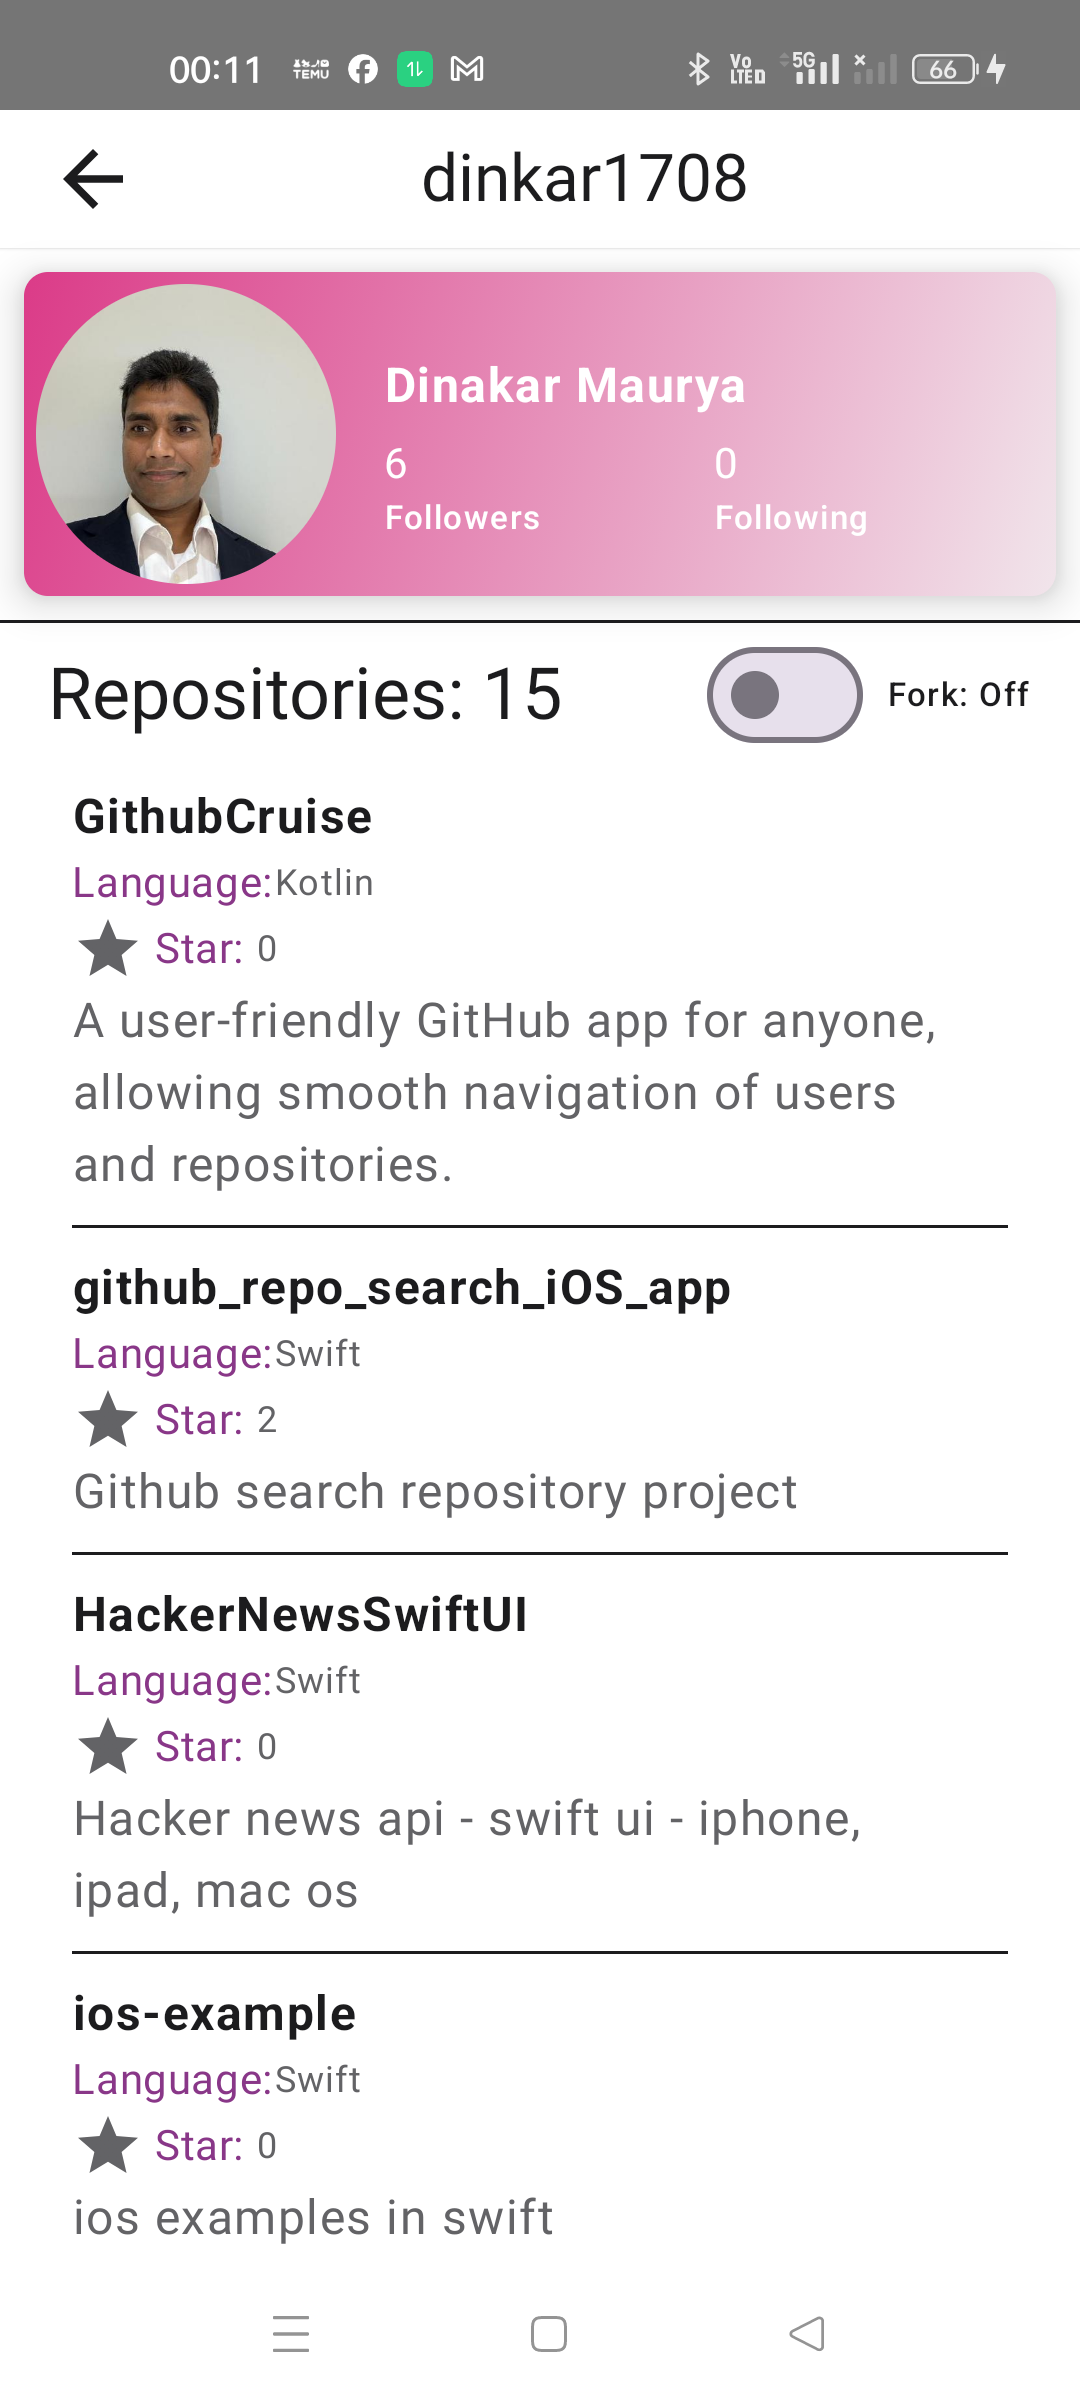 00:11 TEMU Vo LTED 5G 66
dinkar1708
Dinakar Maurya
6 0
Followers Following
Repositories: 15 Fork: Off
GithubCruise
Language:Kotlin
Star: 0
A user-friendly GitHub app for anyone,
allowing smooth navigation of users
and repositories.
github_repo_search_iOS_app
Language:Swift
Star: 2
Github search repository project
HackerNewsSwiftUI
Language:Swift
Star: 0
Hacker news api - swift ui - iphone,
ipad, mac os
ios-example
Language:Swift
Star: 0
ios examples in swift